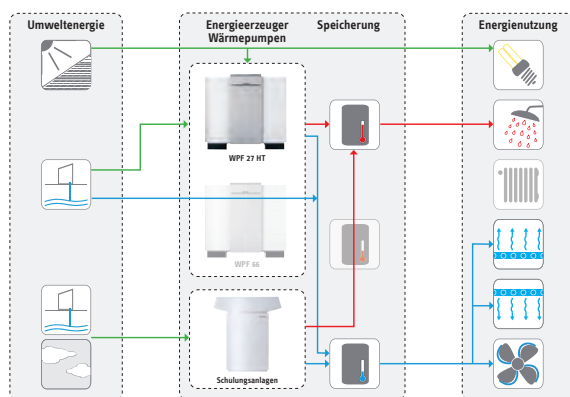 Umweltenergie
Energieerzeuger
Wärmepumpen
Speicherung
Energienutzung
WPF 27 HT
WPF 66
Schulungsanlagen